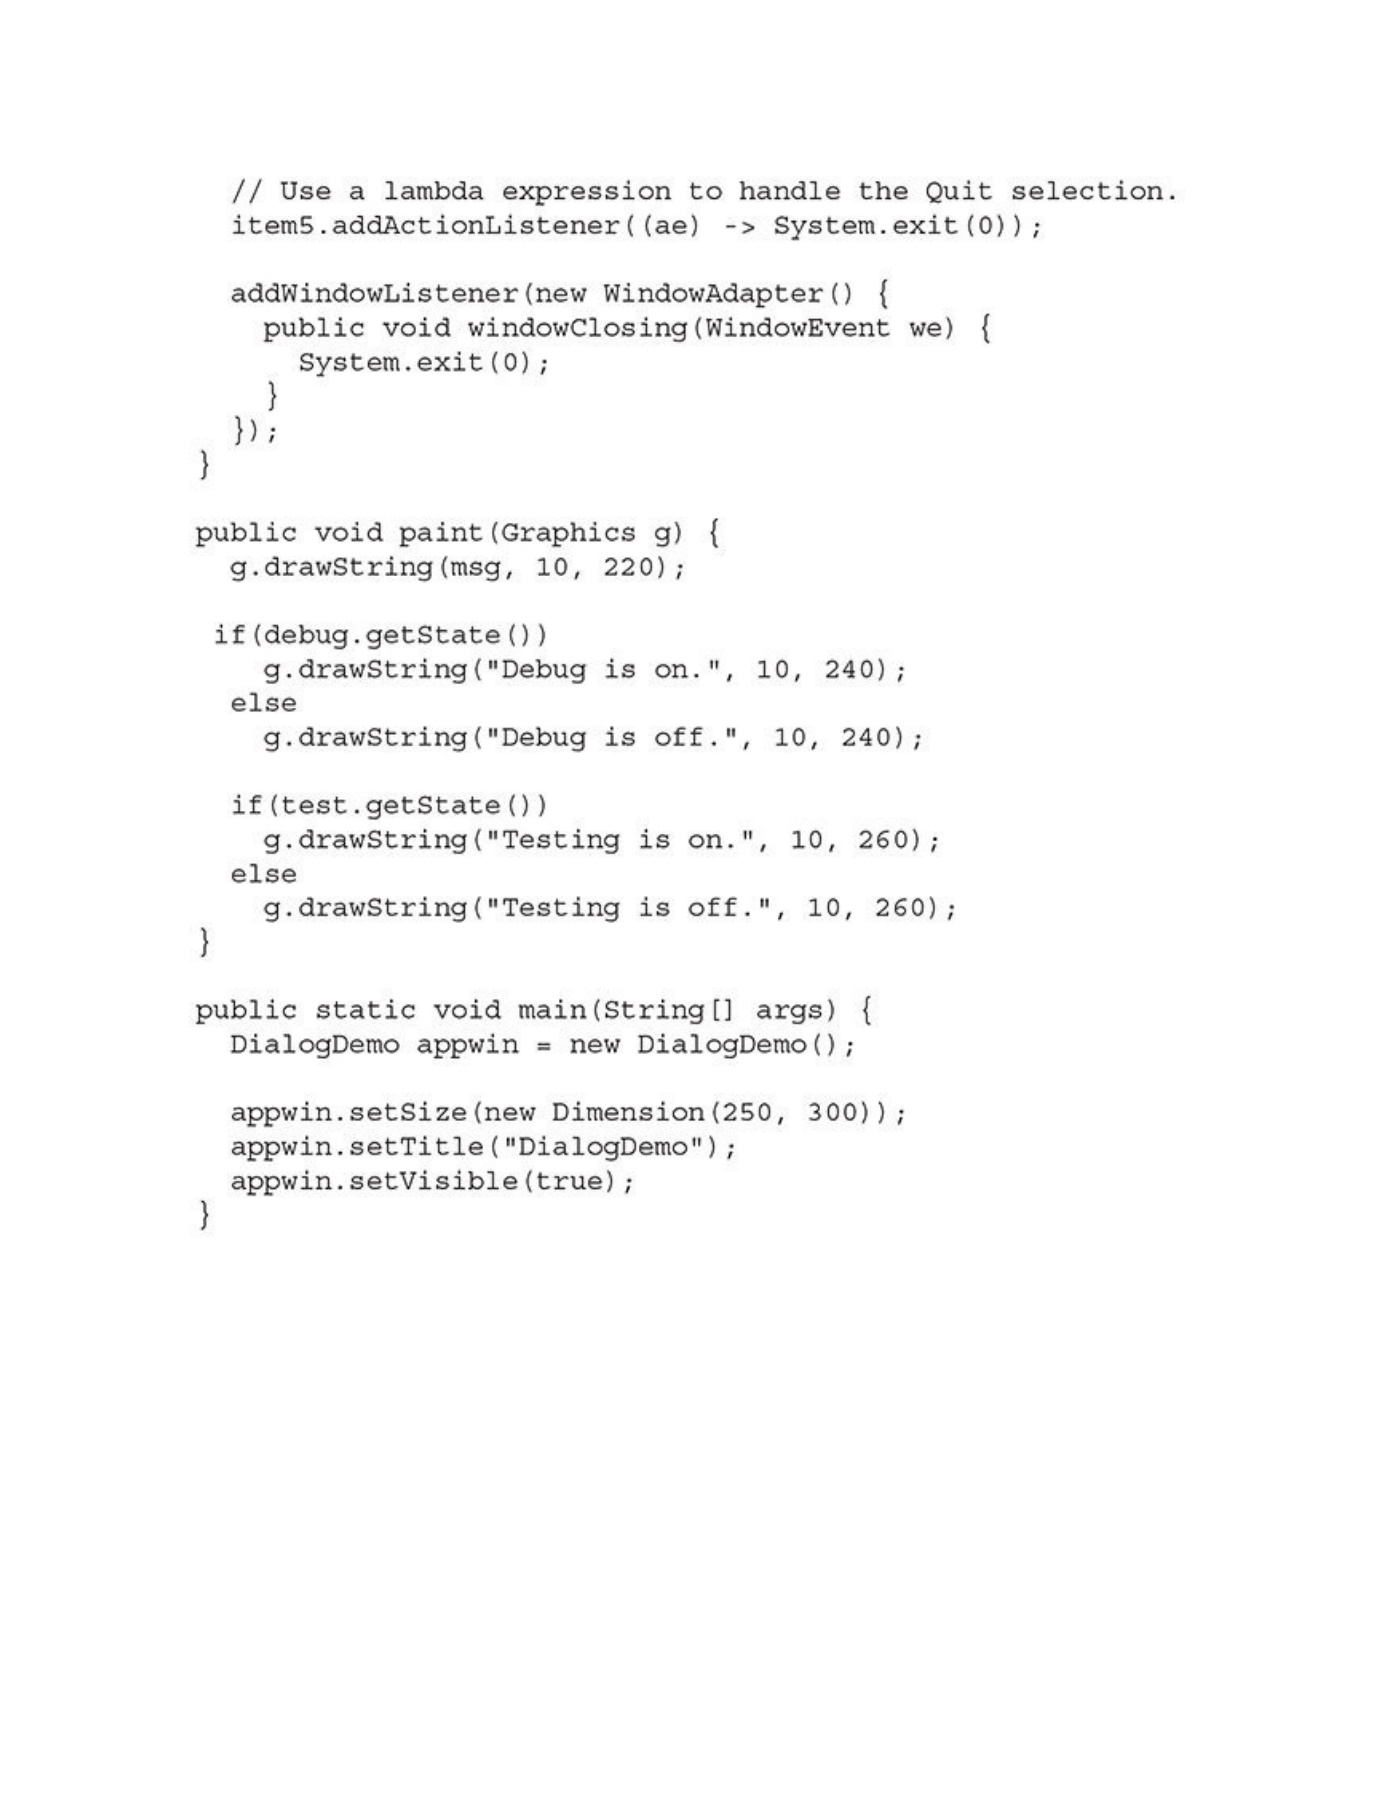 // Use a lambda expression to handle the Quit selection.
item5.addActionListener((ae) -> System.exit(0));
addWindowListener(new WindowAdapter() {
public void windowClosing(WindowEvent we) {
System.exit(0);
}
});
}
public void paint(Graphics g) {
g.drawString(msg, 10, 220);
if(debug.getState())
g.drawString("Debug is on.", 10, 240);
else
g.drawString("Debug is off.", 10, 240);
if(test.getState())
g.drawString("Testing is on.", 10, 260);
else
g.drawString("Testing is off.", 10, 260);
}
public static void main(String[] args) {
DialogDemo appwin = new DialogDemo();
appwin.setSize(new Dimension(250, 300));
appwin.setTitle("DialogDemo");
appwin.setVisible(true);
}